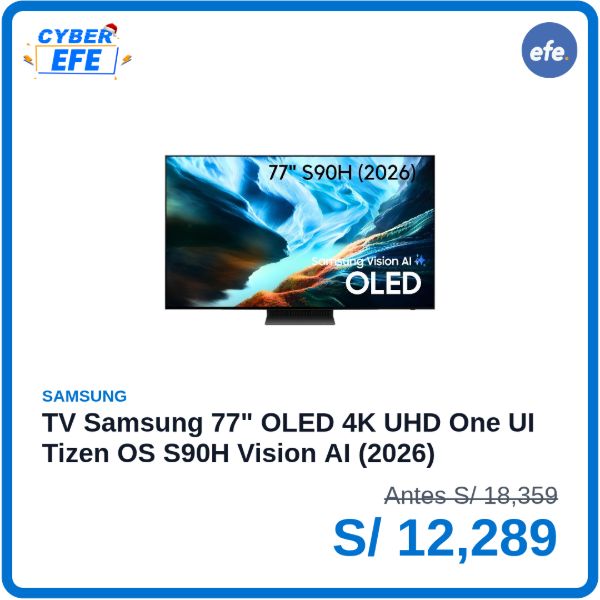 CYBER
EFE
efe.
77" S90H (2026)
Samsung Vision AI
OLED
SAMSUNG
TV Samsung 77" OLED 4K UHD One UI
Tizen OS S90H Vision AI (2026)
Antes S/ 18,359
S/ 12,289